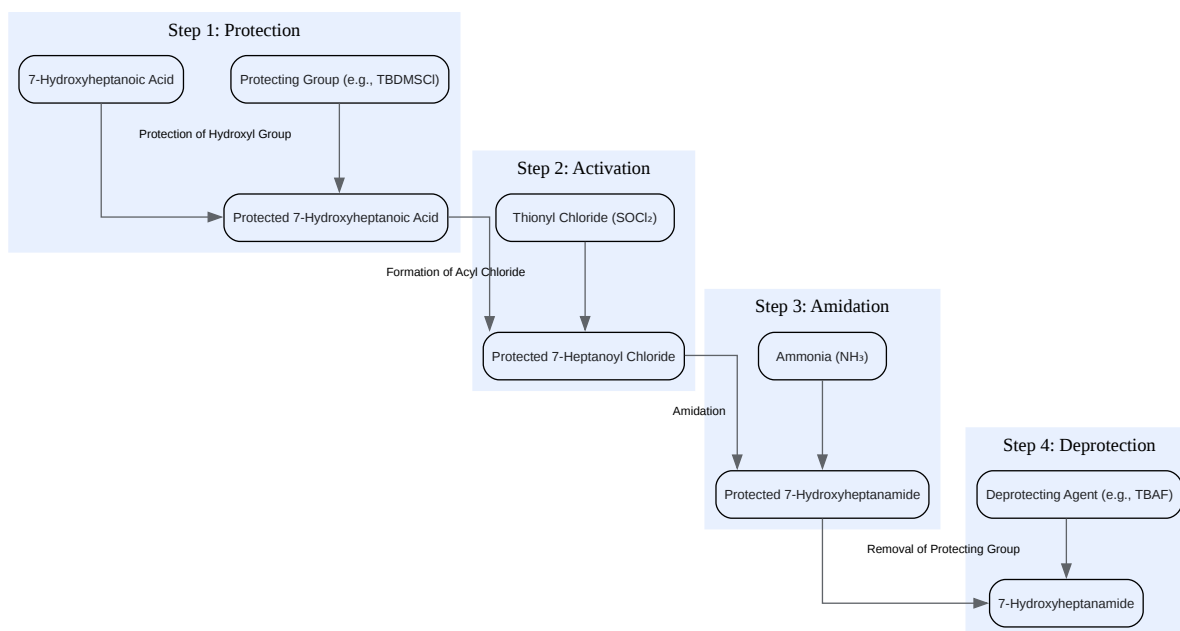 Step 1: Protection
7-Hydroxyheptanoic Acid
Protecting Group (e.g., TBDMSCl)
Protection of Hydroxyl Group
Protected 7-Hydroxyheptanoic Acid
Step 2: Activation
Thionyl Chloride (SOCl₂)
Formation of Acyl Chloride
Protected 7-Heptanoyl Chloride
Step 3: Amidation
Ammonia (NH₃)
Amidation
Protected 7-Hydroxyheptanamide
Step 4: Deprotection
Deprotecting Agent (e.g., TBAF)
Removal of Protecting Group
7-Hydroxyheptanamide